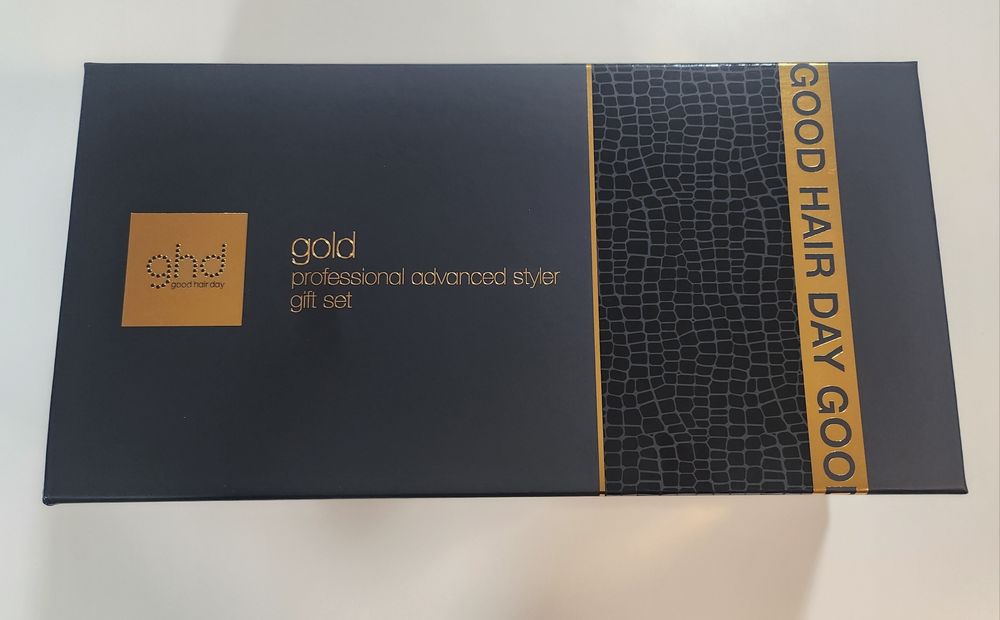 ghd
good hair day
gold
professional advanced styler
gift set
GOOD HAIR DAY GOO